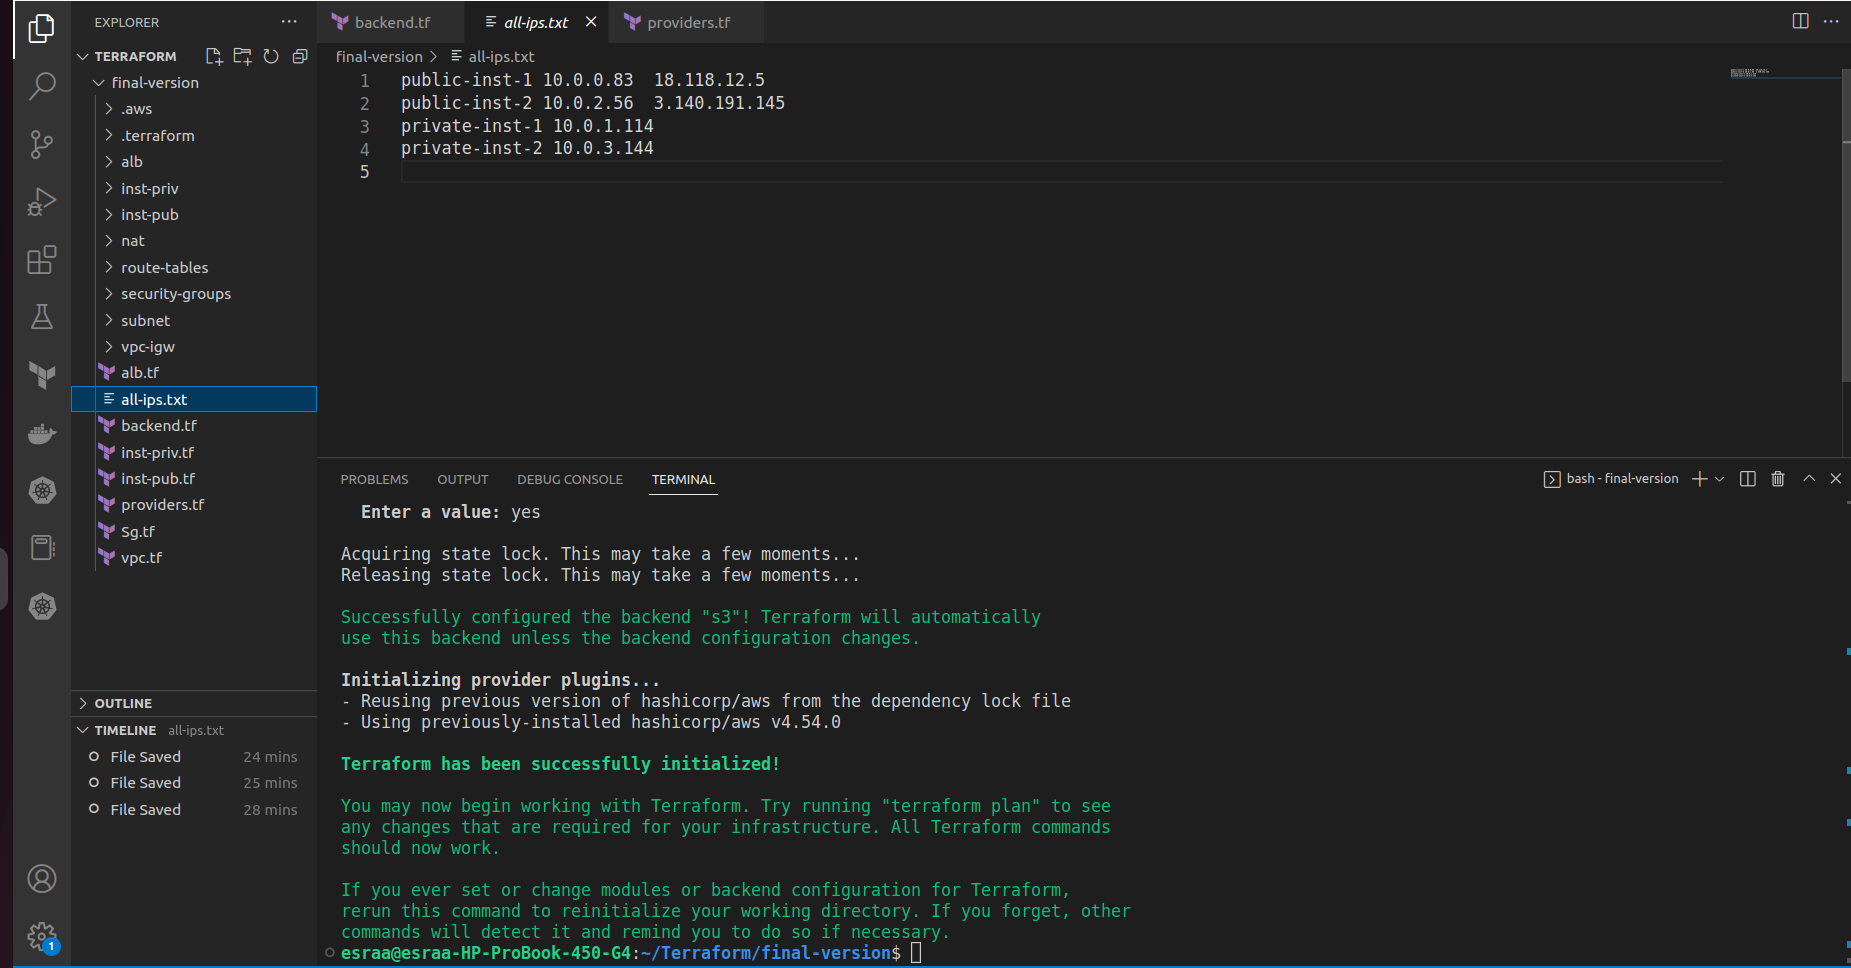 EXPLORER
TERRAFORM
final-version
.aws
.terraform
alb
inst-priv
inst-pub
nat
route-tables
security-groups
subnet
vpc-igw
alb.tf
all-ips.txt
backend.tf
inst-priv.tf
inst-pub.tf
providers.tf
Sg.tf
vpc.tf
OUTLINE
TIMELINE all-ips.txt
File Saved 24 mins
File Saved 25 mins
File Saved 28 mins
1
backend.tf all-ips.txt providers.tf
final-version > all-ips.txt
1 public-inst-1 10.0.0.83  18.118.12.5
2 public-inst-2 10.0.2.56  3.140.191.145
3 private-inst-1 10.0.1.114
4 private-inst-2 10.0.3.144
5
PROBLEMS OUTPUT DEBUG CONSOLE TERMINAL bash - final-version
Enter a value: yes
Acquiring state lock. This may take a few moments...
Releasing state lock. This may take a few moments...
Successfully configured the backend "s3"! Terraform will automatically
use this backend unless the backend configuration changes.
Initializing provider plugins...
- Reusing previous version of hashicorp/aws from the dependency lock file
- Using previously-installed hashicorp/aws v4.54.0
Terraform has been successfully initialized!
You may now begin working with Terraform. Try running "terraform plan" to see
any changes that are required for your infrastructure. All Terraform commands
should now work.
If you ever set or change modules or backend configuration for Terraform,
rerun this command to reinitialize your working directory. If you forget, other
commands will detect it and remind you to do so if necessary.
esraa@esraa-HP-ProBook-450-G4:~/Terraform/final-version$